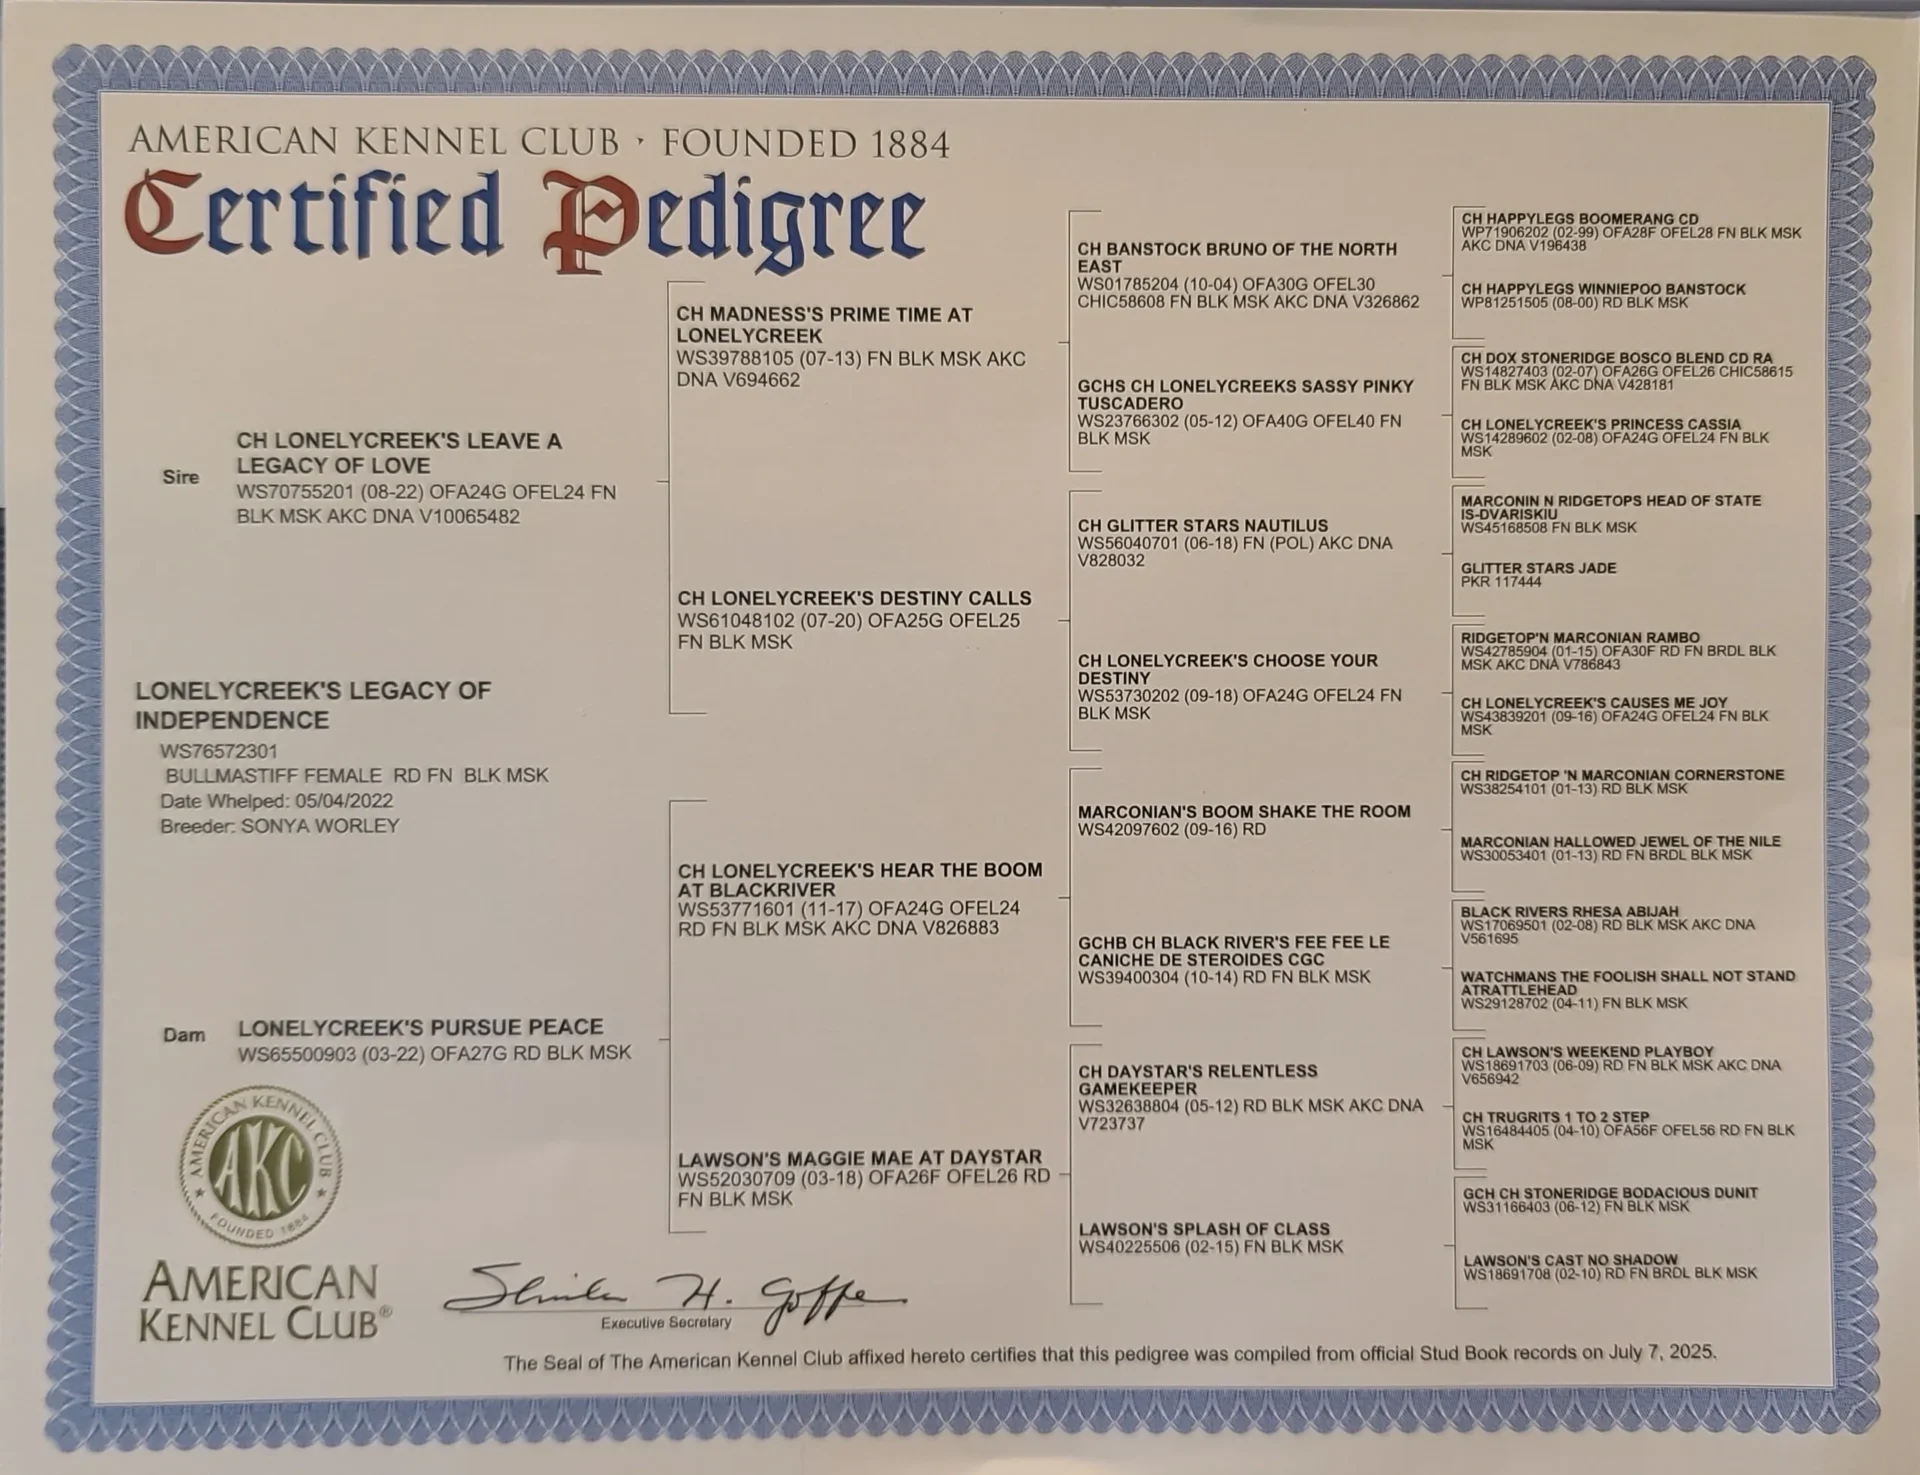 AMERICAN KENNEL CLUB · FOUNDED 1884
Certified Pedigree
Sire
CH LONELYCREEK'S LEAVE A
LEGACY OF LOVE
WS70755201 (08-22) OFA24G OFEL24 FN
BLK MSK AKC DNA V10065482
LONELYCREEK'S LEGACY OF
INDEPENDENCE
WS76572301
BULLMASTIFF FEMALE RD FN BLK MSK
Date Whelped: 05/04/2022
Breeder: SONYA WORLEY
Dam
LONELYCREEK'S PURSUE PEACE
WS65500903 (03-22) OFA27G RD BLK MSK
CH MADNESS'S PRIME TIME AT
LONELYCREEK
WS39788105 (07-13) FN BLK MSK AKC
DNA V694662
CH LONELYCREEK'S DESTINY CALLS
WS61048102 (07-20) OFA25G OFEL25
FN BLK MSK
CH LONELYCREEK'S HEAR THE BOOM
AT BLACKRIVER
WS53771601 (11-17) OFA24G OFEL24
RD FN BLK MSK AKC DNA V826883
LAWSON'S MAGGIE MAE AT DAYSTAR
WS52030709 (03-18) OFA26F OFEL26 RD
FN BLK MSK
CH BANSTOCK BRUNO OF THE NORTH
EAST
WS01785204 (10-04) OFA30G OFEL30
CHIC58608 FN BLK MSK AKC DNA V326862
GCHS CH LONELYCREEKS SASSY PINKY
TUSCADERO
WS23766302 (05-12) OFA40G OFEL40 FN
BLK MSK
CH GLITTER STARS NAUTILUS
WS56040701 (06-18) FN (POL) AKC DNA
V828032
CH LONELYCREEK'S CHOOSE YOUR
DESTINY
WS53730202 (09-18) OFA24G OFEL24 FN
BLK MSK
MARCONIAN'S BOOM SHAKE THE ROOM
WS42097602 (09-16) RD
GCHB CH BLACK RIVER'S FEE FEE LE
CANICHE DE STEROIDES CGC
WS39400304 (10-14) RD FN BLK MSK
CH DAYSTAR'S RELENTLESS
GAMEKEEPER
WS32638804 (05-12) RD BLK MSK AKC DNA
V723737
LAWSON'S SPLASH OF CLASS
WS40225506 (02-15) FN BLK MSK
CH HAPPYLEGS BOOMERANG CD
WP71906202 (02-99) OFA28F OFEL28 FN BLK MSK
AKC DNA V196438
CH HAPPYLEGS WINNIEPOO BANSTOCK
WP81251505 (08-00) RD BLK MSK
CH DOX STONERIDGE BOSCO BLEND CD RA
WS14827403 (02-07) OFA26G OFEL26 CHIC58615
FN BLK MSK AKC DNA V428181
CH LONELYCREEK'S PRINCESS CASSIA
WS14289602 (02-08) OFA24G OFEL24 FN BLK
MSK
MARCONIN N RIDGETOPS HEAD OF STATE
IS-DVARISKIU
WS45168508 FN BLK MSK
GLITTER STARS JADE
PKR 117444
RIDGETOP'N MARCONIAN RAMBO
WS42785904 (01-15) OFA30F RD FN BRDL BLK
MSK AKC DNA V786843
CH LONELYCREEK'S CAUSES ME JOY
WS43839201 (09-16) OFA24G OFEL24 FN BLK
MSK
CH RIDGETOP 'N MARCONIAN CORNERSTONE
WS38254101 (01-13) RD BLK MSK
MARCONIAN HALLOWED JEWEL OF THE NILE
WS30053401 (01-13) RD FN BRDL BLK MSK
BLACK RIVERS RHESA ABIJAH
WS17069501 (02-08) RD BLK MSK AKC DNA
V561695
WATCHMANS THE FOOLISH SHALL NOT STAND
ATRATTLEHEAD
WS29128702 (04-11) FN BLK MSK
CH LAWSON'S WEEKEND PLAYBOY
WS18691703 (06-09) RD FN BLK MSK AKC DNA
V656942
CH TRUGRITS 1 TO 2 STEP
WS16484405 (04-10) OFA56F OFEL56 RD FN BLK
MSK
GCH CH STONERIDGE BODACIOUS DUNIT
WS31166403 (06-12) FN BLK MSK
LAWSON'S CAST NO SHADOW
WS18691708 (02-10) RD FN BRDL BLK MSK
AMERICAN KENNEL CLUB
AKC
FOUNDED 1884
AMERICAN
KENNEL CLUB®
Executive Secretary
The Seal of The American Kennel Club affixed hereto certifies that this pedigree was compiled from official Stud Book records on July 7, 2025.